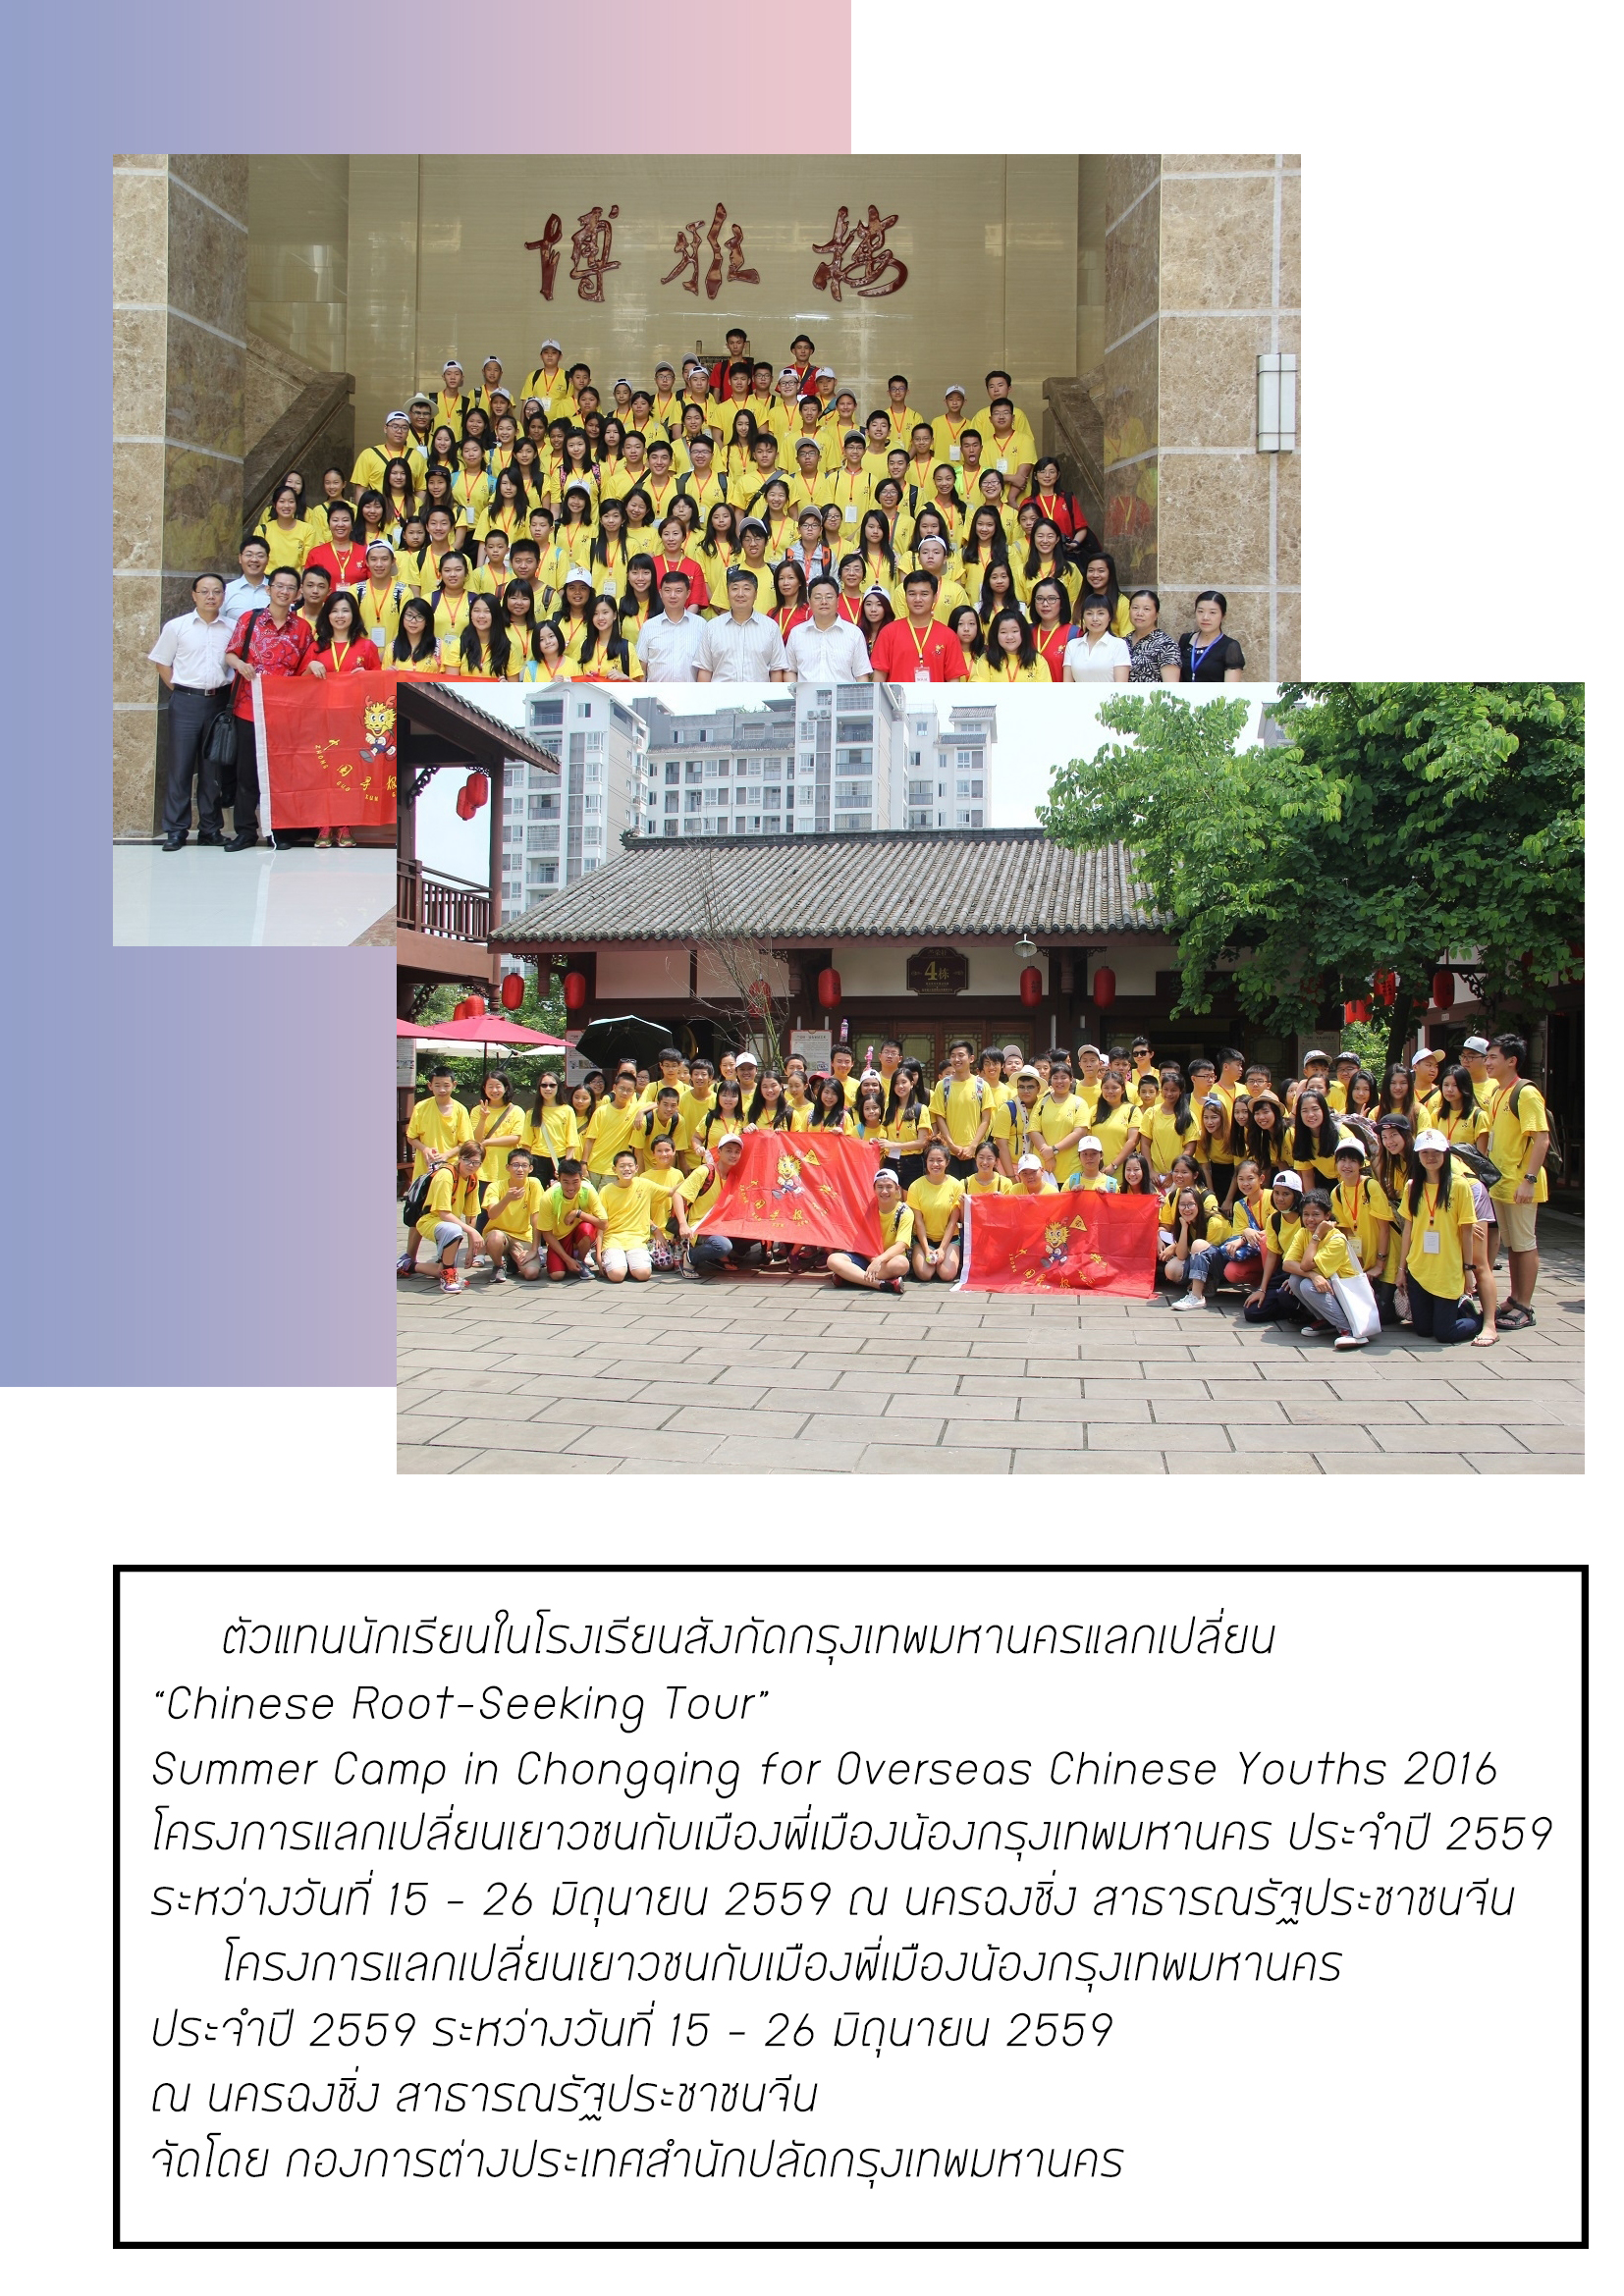 博雅楼
4栋
ตัวแทนนักเรียนในโรงเรียนสังกัดกรุงเทพมหานครแลกเปลี่ยน
“Chinese Root-Seeking Tour”
Summer Camp in Chongqing for Overseas Chinese Youths 2016
โครงการแลกเปลี่ยนเยาวชนกับเมืองพี่เมืองน้องกรุงเทพมหานคร ประจำปี 2559
ระหว่างวันที่ 15 - 26 มิถุนายน 2559 ณ นครฉงชิ่ง สาธารณรัฐประชาชนจีน
โครงการแลกเปลี่ยนเยาวชนกับเมืองพี่เมืองน้องกรุงเทพมหานคร
ประจำปี 2559 ระหว่างวันที่ 15 - 26 มิถุนายน 2559
ณ นครฉงชิ่ง สาธารณรัฐประชาชนจีน
จัดโดย กองการต่างประเทศสำนักปลัดกรุงเทพมหานคร